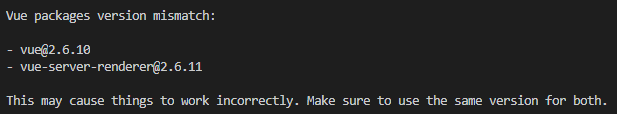 Vue packages version mismatch:
- vue@2.6.10
- vue-server-renderer@2.6.11
This may cause things to work incorrectly. Make sure to use the same version for both.